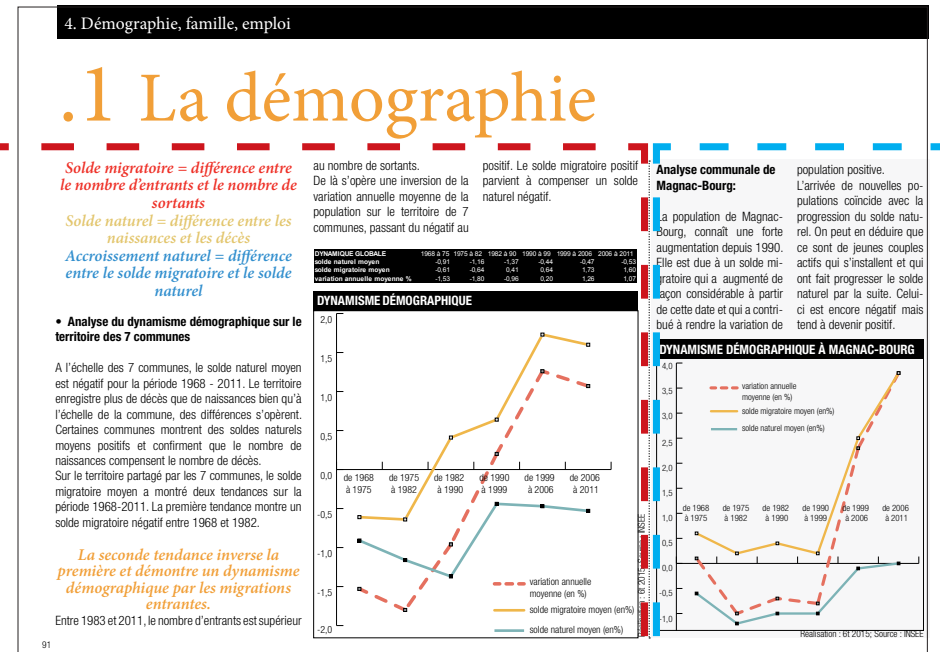 4. Démographie, famille, emploi
.1 La démographie
Solde migratoire = différence entre
le nombre d'entrants et le nombre de
sortants
Solde naturel = différence entre les
naissances et les décès
Accroissement naturel = différence
entre le solde migratoire et le solde
naturel
• Analyse du dynamisme démographique sur le
territoire des 7 communes
A l'échelle des 7 communes, le solde naturel moyen
est négatif pour la période 1968 - 2011. Le territoire
enregistre plus de décès que de naissances bien qu'à
l'échelle de la commune, des différences s'opèrent.
Certaines communes montrent des soldes naturels
moyens positifs et confirment que le nombre de
naissances compensent le nombre de décès.
Sur le territoire partagé par les 7 communes, le solde
migratoire moyen a montré deux tendances sur la
période 1968-2011. La première tendance montre un
solde migratoire négatif entre 1968 et 1982.
La seconde tendance inverse la
première et démontre un dynamisme
démographique par les migrations
entrantes.
Entre 1983 et 2011, le nombre d'entrants est supérieur
91
au nombre de sortants.
De là s'opère une inversion de la
variation annuelle moyenne de la
population sur le territoire de 7
communes, passant du négatif au
positif. Le solde migratoire positif
parvient à compenser un solde
naturel négatif.
DYNAMIQUE GLOBALE 1968 à 75 1975 à 82 1982 à 90 1990 à 99 1999 à 2006 2006 à 2011
solde naturel moyen -0,91 -1,16 -1,37 -0,44 -0,47 -0,53
solde migratoire moyen -0,61 -0,64 0,41 0,64 1,73 1,60
variation annuelle moyenne % -1,53 -1,80 -0,96 0,20 1,26 1,07
DYNAMISME DÉMOGRAPHIQUE
2,0
1,5
1,0
0,5
0,0
-0,5
-1,0
-1,5
-2,0
de 1968 à 1975
de 1975 à 1982
de 1982 à 1990
de 1990 à 1999
de 1999 à 2006
de 2006 à 2011
variation annuelle
moyenne (en %)
solde migratoire moyen (en%)
solde naturel moyen (en%)
: 6t 2015;
: INSEE
Analyse communale de
Magnac-Bourg:
La population de Magnac-
Bourg, connaît une forte
augmentation depuis 1990.
Elle est due à un solde mi-
gratoire qui a augmenté de
façon considérable à partir
de cette date et qui a contri-
bué à rendre la variation de
population positive.
L'arrivée de nouvelles po-
pulations coïncide avec la
progression du solde natu-
rel. On peut en déduire que
ce sont de jeunes couples
actifs qui s'installent et qui
ont fait progresser le solde
naturel par la suite. Celui-
ci est encore négatif mais
tend à devenir positif.
DYNAMISME DÉMOGRAPHIQUE À MAGNAC-BOURG
4,0
3,5
3,0
2,5
2,0
1,5
1,0
0,5
0,0
-0,5
-1,0
variation annuelle
moyenne (en %)
solde migratoire moyen (en%)
solde naturel moyen (en%)
de 1968 à 1975
de 1975 à 1982
de 1982 à 1990
de 1990 à 1999
de 1999 à 2006
de 2006 à 2011
Réalisation : 6t 2015; Source : INSEE